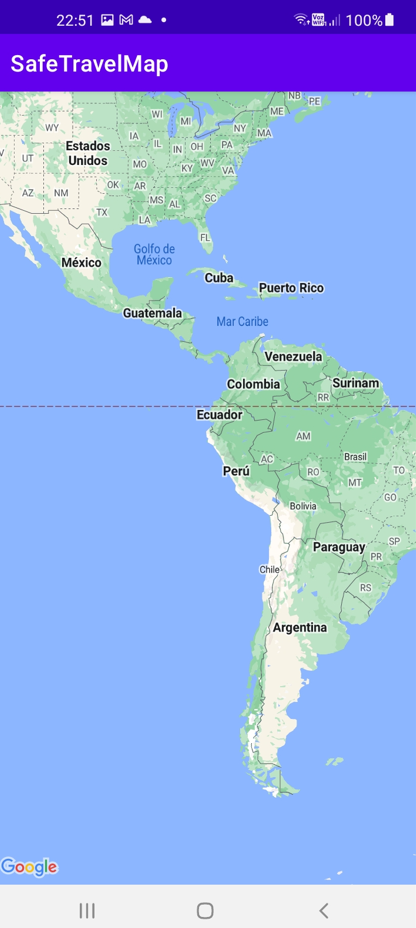 22:51
100%
SafeTravelMap
NB
PE
WI
ME
WY
MI
NY
MA
Estados
Unidos
IA
IL
IN
OH
PA
V
UT
MO
KY
WV
VA
AZ
NM
OK
AR
MS
AL
SC
TX
LA
FL
Golfo de
México
México
Cuba
Puerto Rico
Guatemala
Mar Caribe
Venezuela
Colombia
Surinam
RR
Ecuador
AM
Brasil
AC
Perú
RO
TO
MT
GO
Bolivia
SP
Paraguay
PR
Chile
RS
Argentina
Google